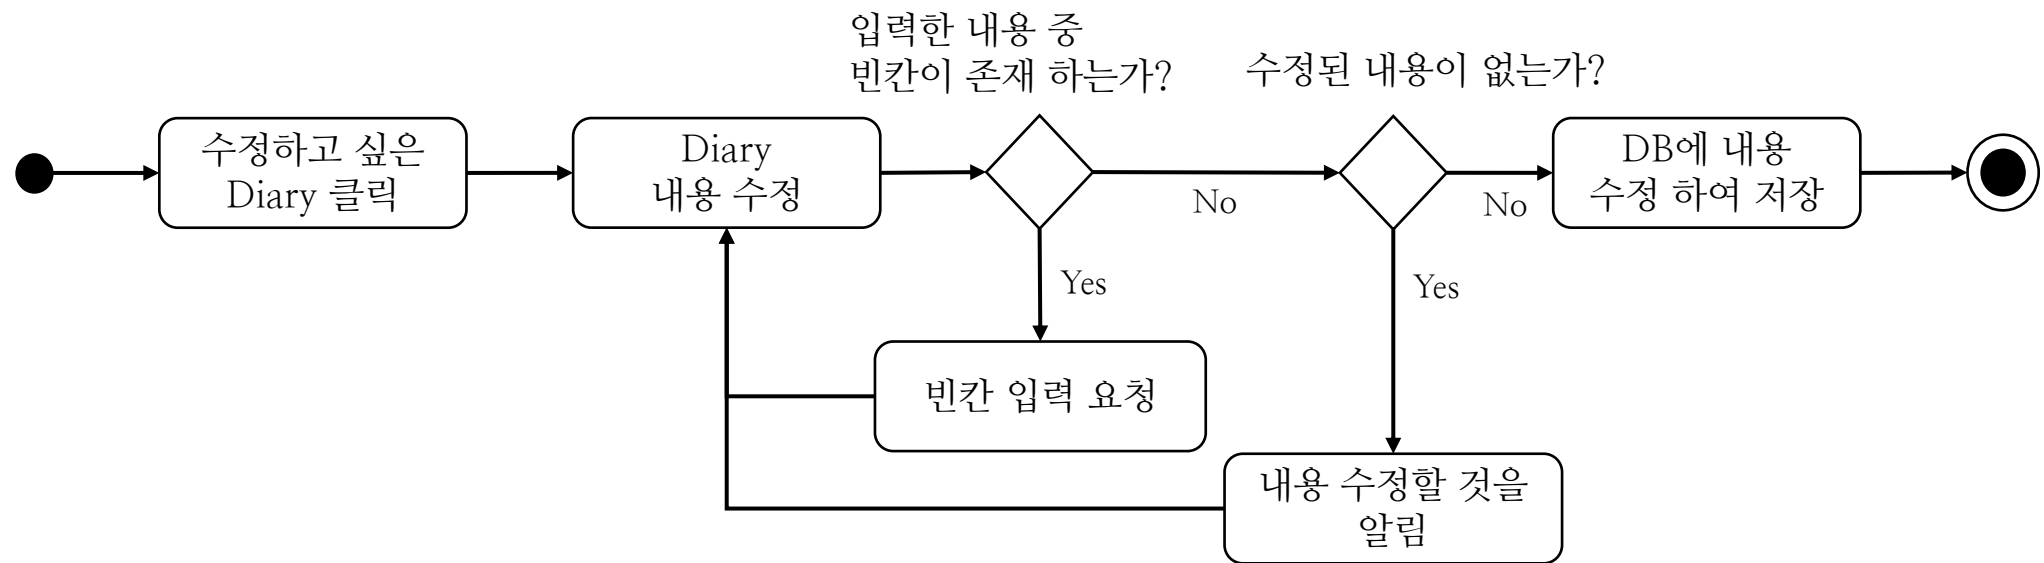 입력한 내용 중
빈칸이 존재 하는가?
수정된 내용이 없는가?
수정하고 싶은
Diary 클릭
Diary
내용 수정
No
No
DB에 내용
수정 하여 저장
Yes
Yes
빈칸 입력 요청
내용 수정할 것을
알림